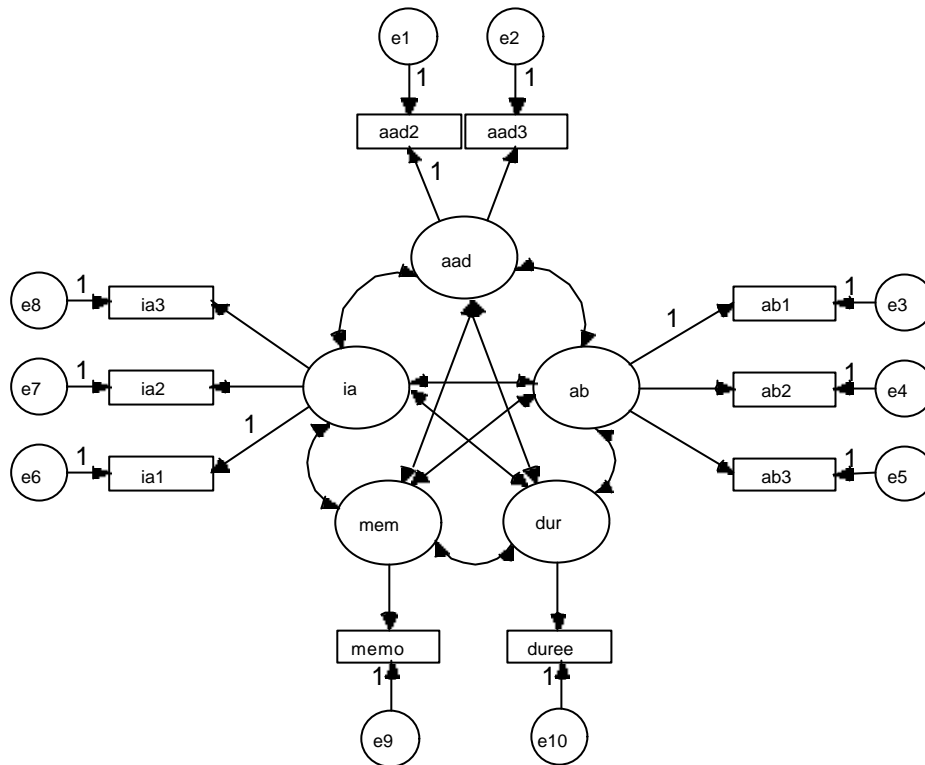 e1 e2
1 1
aad2 aad3
1
aad
e8 1 ia3
1 ab1 1 e3
e7 1 ia2 ia ab ab2 1 e4
1
e6 1 ia1
ab3 1 e5
mem dur
memo duree
1 1
e9 e10